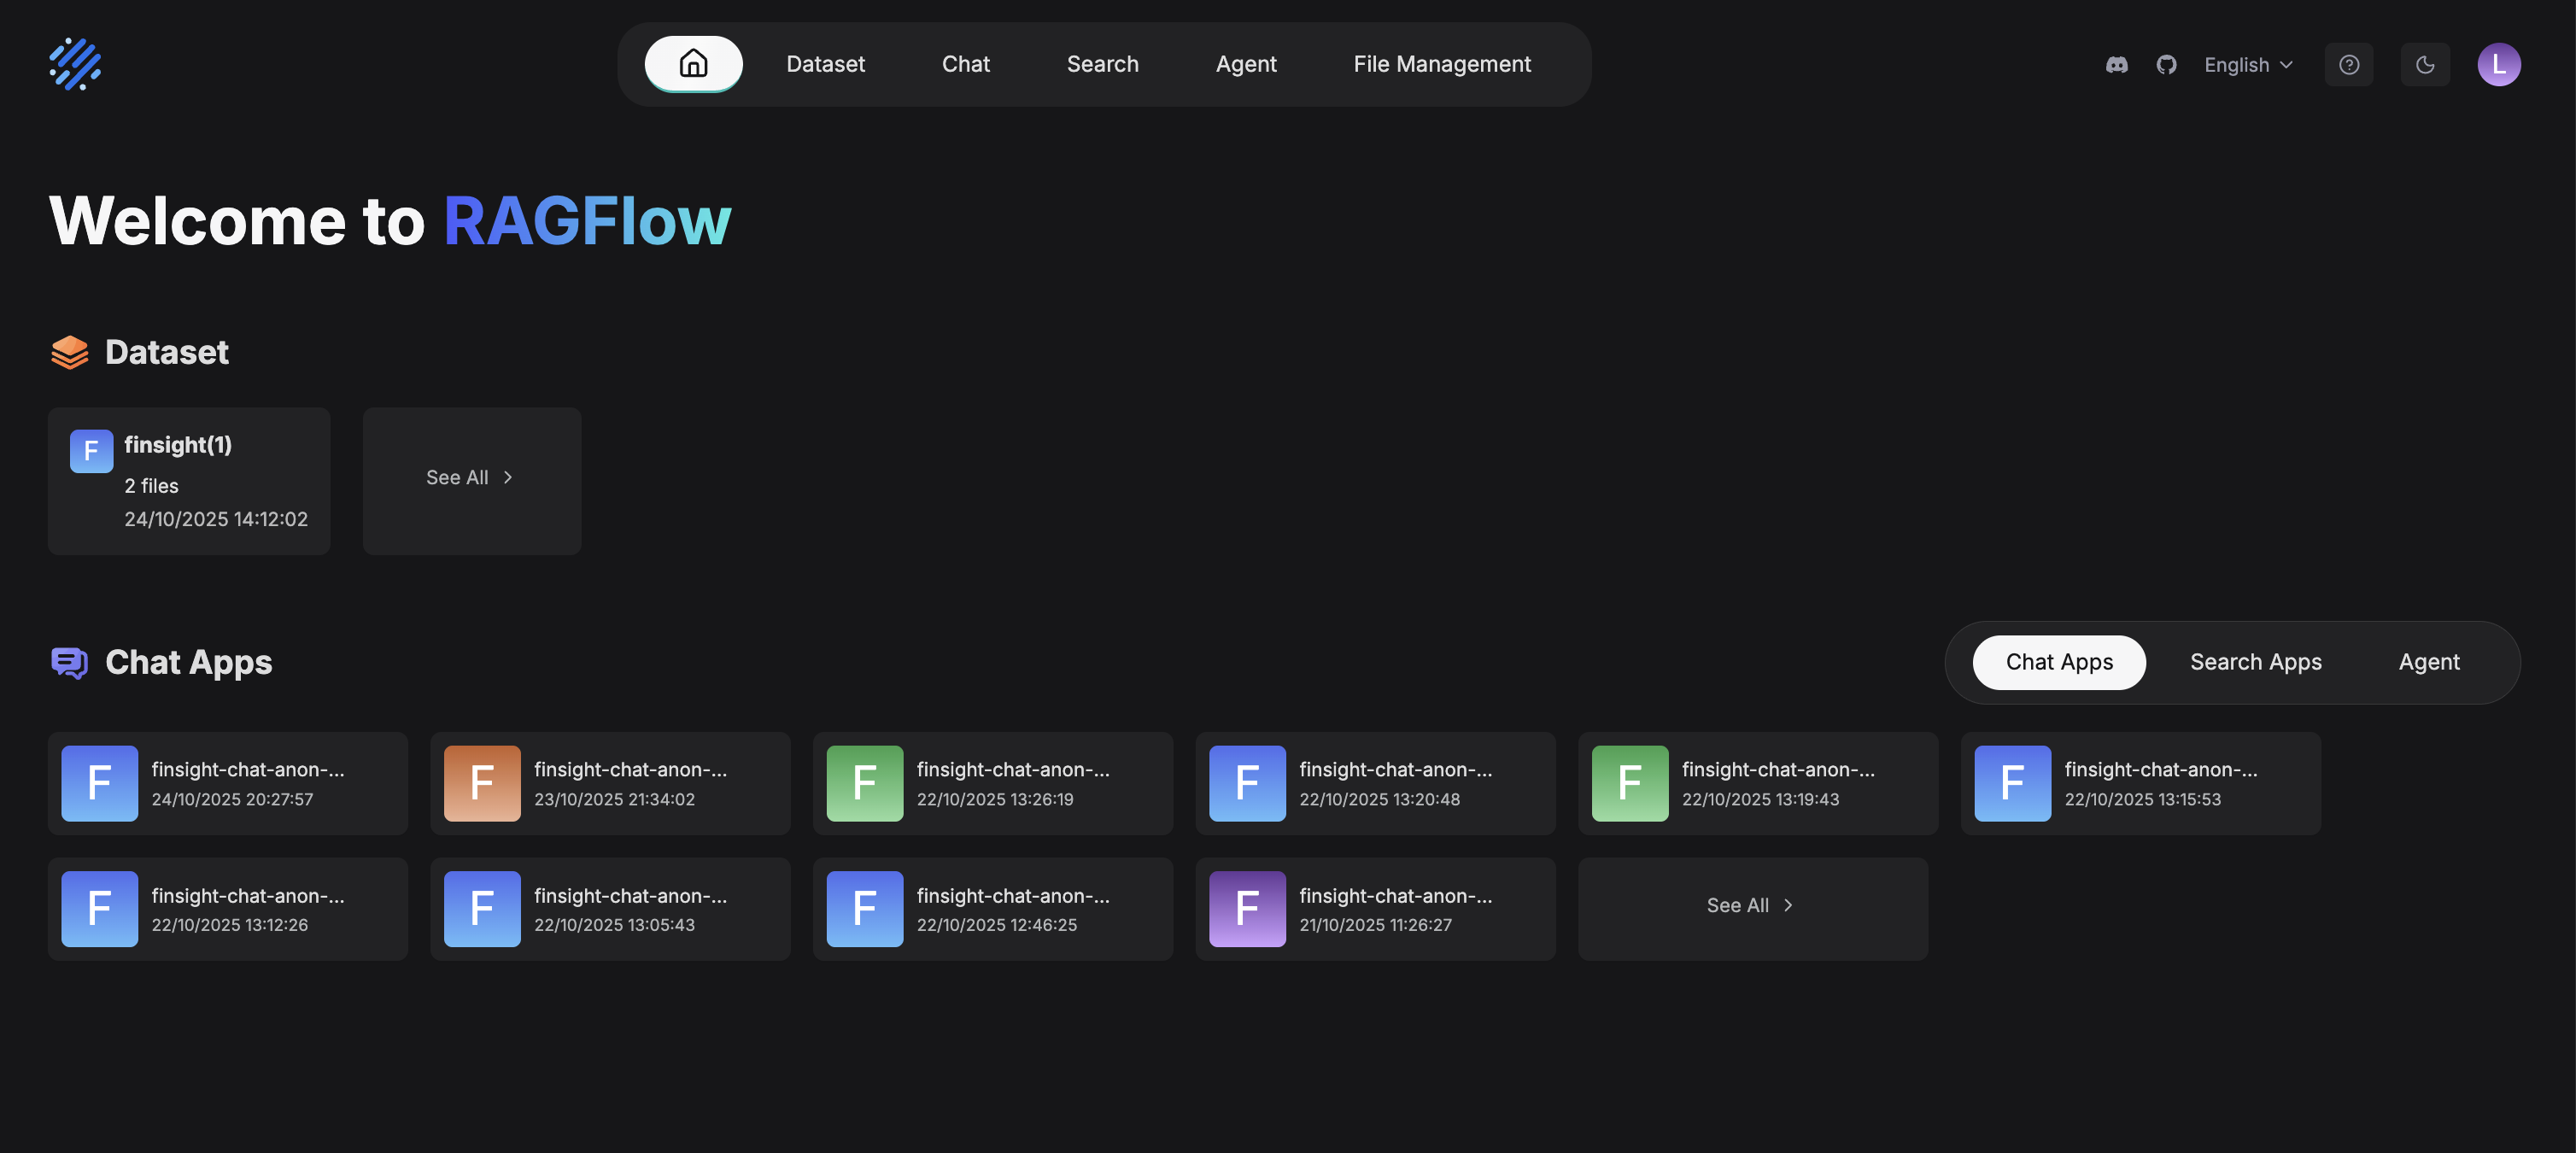 Dataset
Chat
Search
Agent
File Management
English
L
Welcome to RAGFlow
Dataset
F
finsight(1)
2 files
24/10/2025 14:12:02
See All
Chat Apps
Chat Apps
Search Apps
Agent
F
finsight-chat-anon-...
24/10/2025 20:27:57
F
finsight-chat-anon-...
23/10/2025 21:34:02
F
finsight-chat-anon-...
22/10/2025 13:26:19
F
finsight-chat-anon-...
22/10/2025 13:20:48
F
finsight-chat-anon-...
22/10/2025 13:19:43
F
finsight-chat-anon-...
22/10/2025 13:15:53
F
finsight-chat-anon-...
22/10/2025 13:12:26
F
finsight-chat-anon-...
22/10/2025 13:05:43
F
finsight-chat-anon-...
22/10/2025 12:46:25
F
finsight-chat-anon-...
21/10/2025 11:26:27
See All